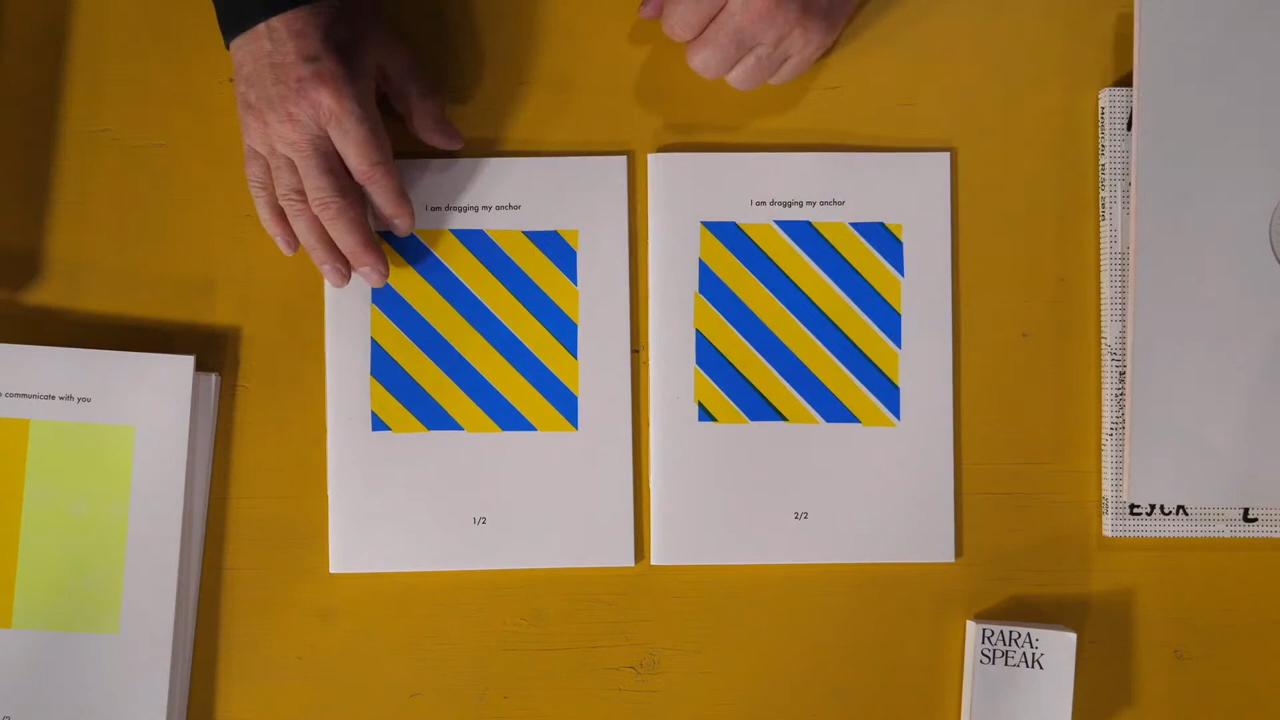 communicate with you
I am dragging my anchor
1/2
I am dragging my anchor
2/2
RARA:
SPEAK